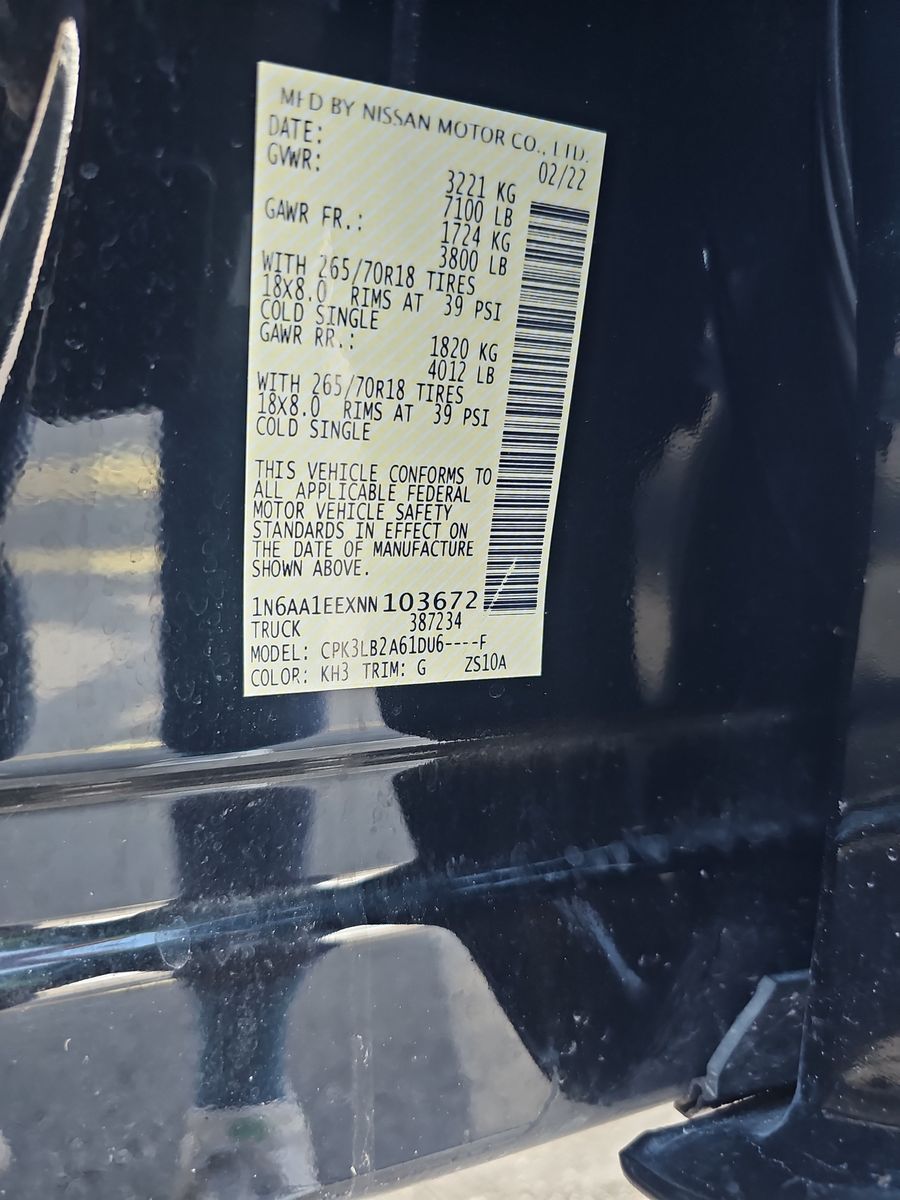 MFD BY NISSAN MOTOR CO., LTD.
DATE: 02/22
GVWR: 3221 KG
7100 LB
GAWR FR.: 1724 KG
3800 LB
WITH 265/70R18 TIRES
18X8.0 RIMS AT 39 PSI
COLD SINGLE
GAWR RR.: 1820 KG
4012 LB
WITH 265/70R18 TIRES
18X8.0 RIMS AT 39 PSI
COLD SINGLE
THIS VEHICLE CONFORMS TO
ALL APPLICABLE FEDERAL
MOTOR VEHICLE SAFETY
STANDARDS IN EFFECT ON
THE DATE OF MANUFACTURE
SHOWN ABOVE.
1N6AA1EEXNN103672
TRUCK 387234
MODEL: CPK3LB2A61DU6----F
COLOR: KH3 TRIM: G ZS10A